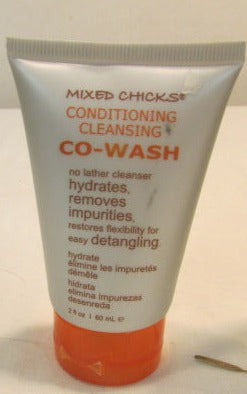 MIXED CHICKS®
CONDITIONING
CLEANSING
CO-WASH
no lather cleanser
hydrates,
removes
impurities,
restores flexibility for
easy detangling.
hydrate
élimine les impuretés
démêle
hidrata
elimina impurezas
desenreda
2 fl oz | 60 mL e